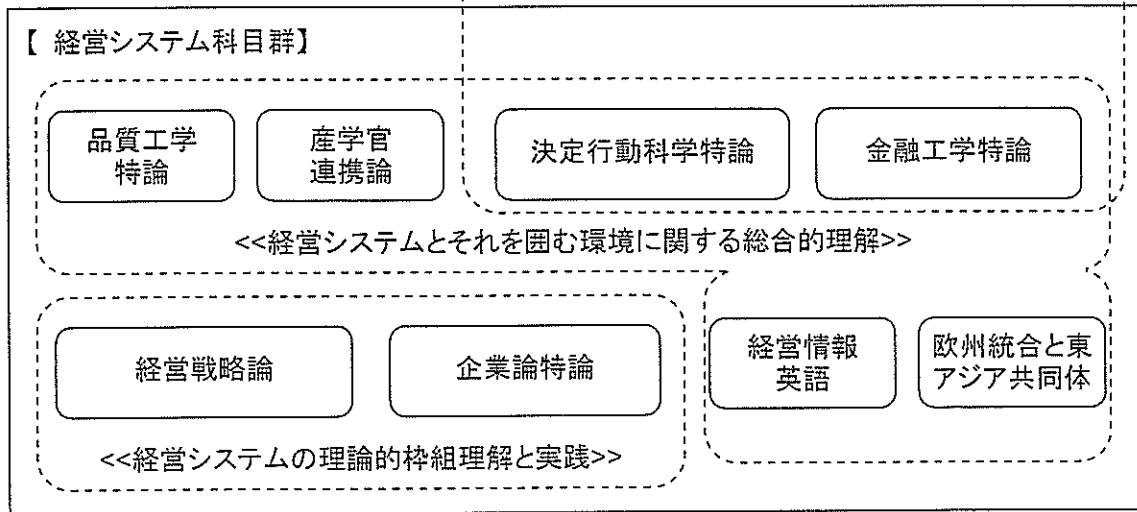 【 経営システム科目群】
品質工学
特論
産学官
連携論
決定行動科学特論
金融工学特論
<<経営システムとそれを囲む環境に関する総合的理解>>
経営戦略論
企業論特論
経営情報
英語
欧州統合と東
アジア共同体
<<経営システムの理論的枠組理解と実践>>